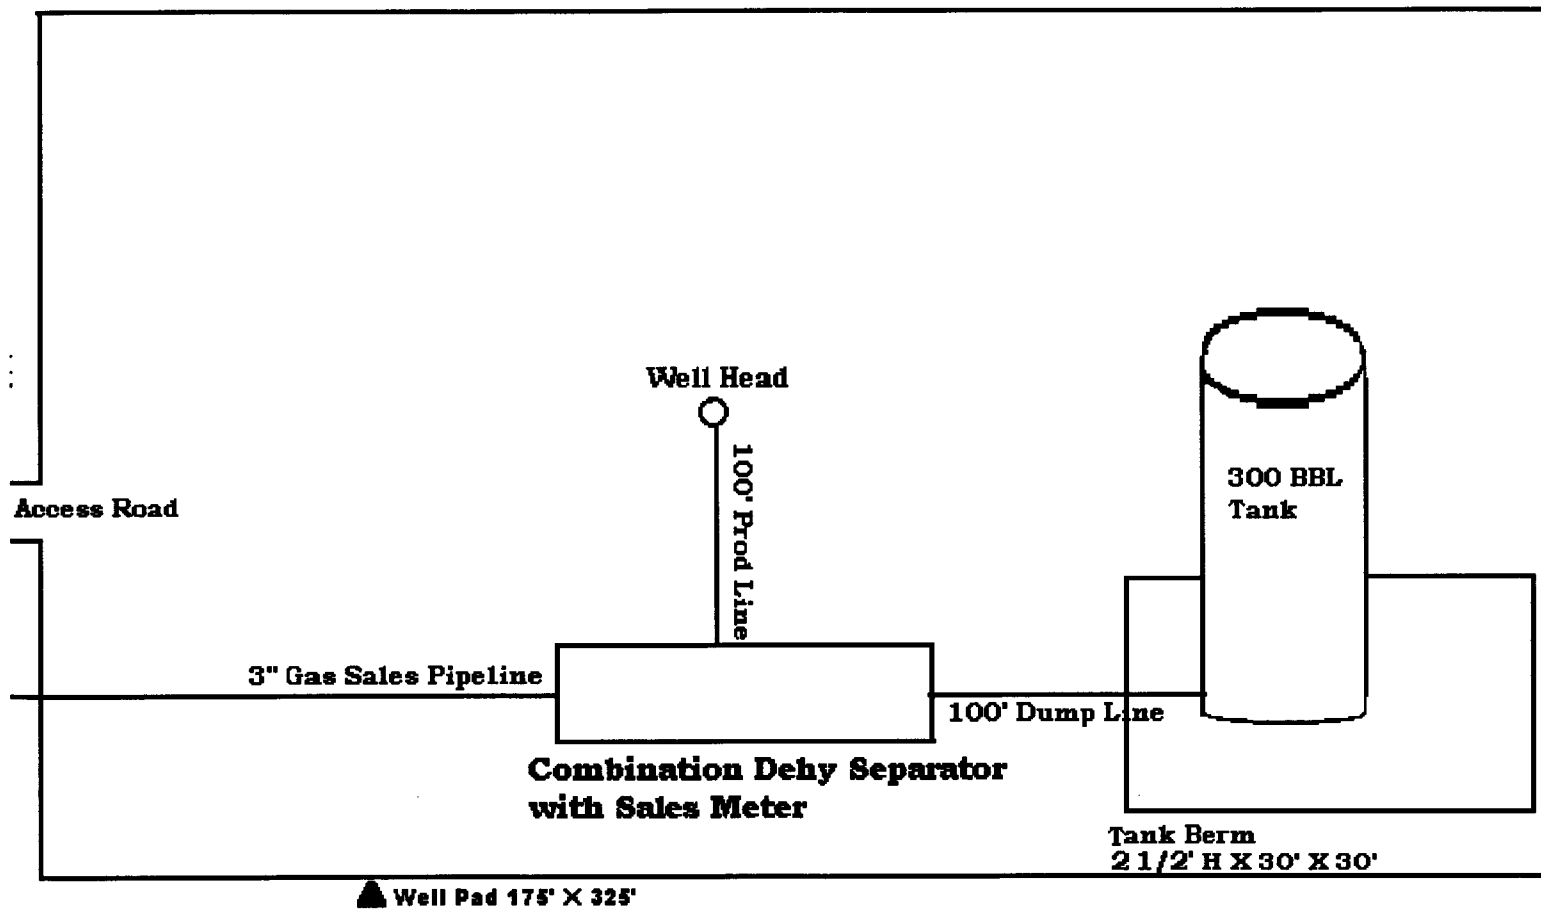 Well Head
100' Prod Line
300 BBL
Tank
Access Road
3" Gas Sales Pipeline
100' Dump Line
Combination Dehy Separator
with Sales Meter
Tank Berm
2 1/2' H X 30' X 30'
Well Pad 175' X 325'